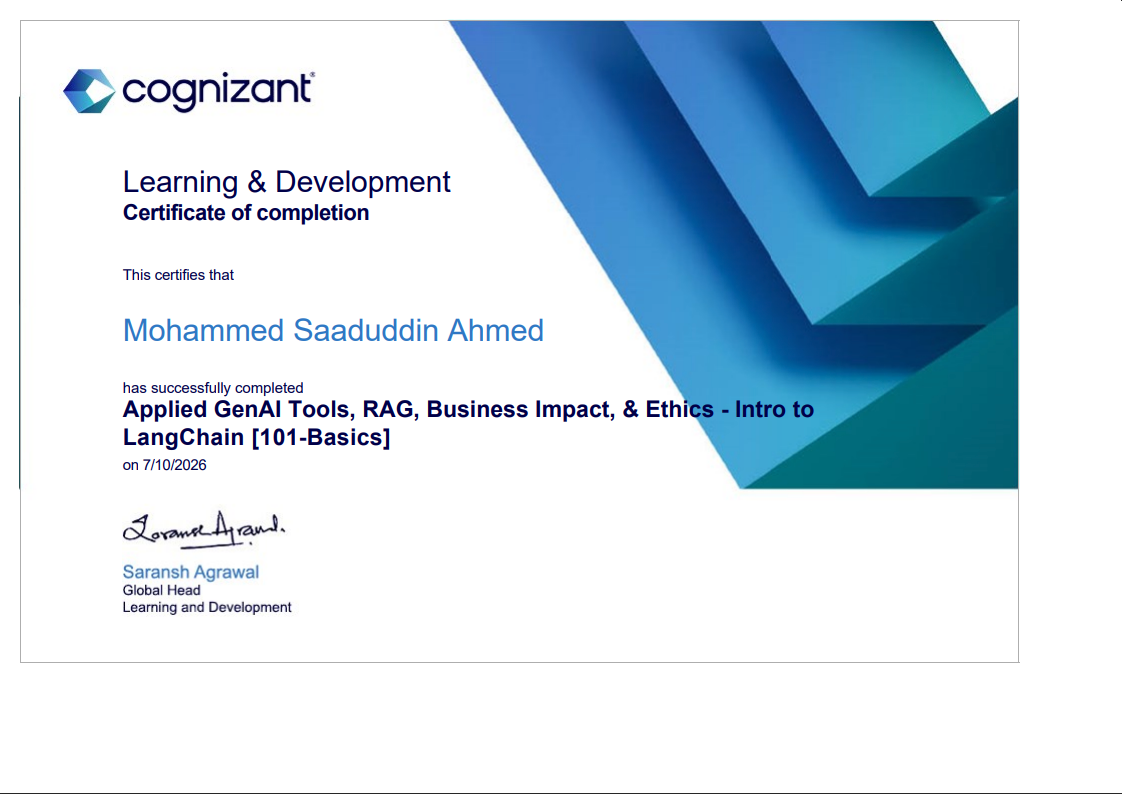 cognizant®
Learning & Development
Certificate of completion
This certifies that
Mohammed Saaduddin Ahmed
has successfully completed
Applied GenAI Tools, RAG, Business Impact, & Ethics - Intro to
LangChain [101-Basics]
on 7/10/2026
Saransh Agrawal
Saransh Agrawal
Global Head
Learning and Development